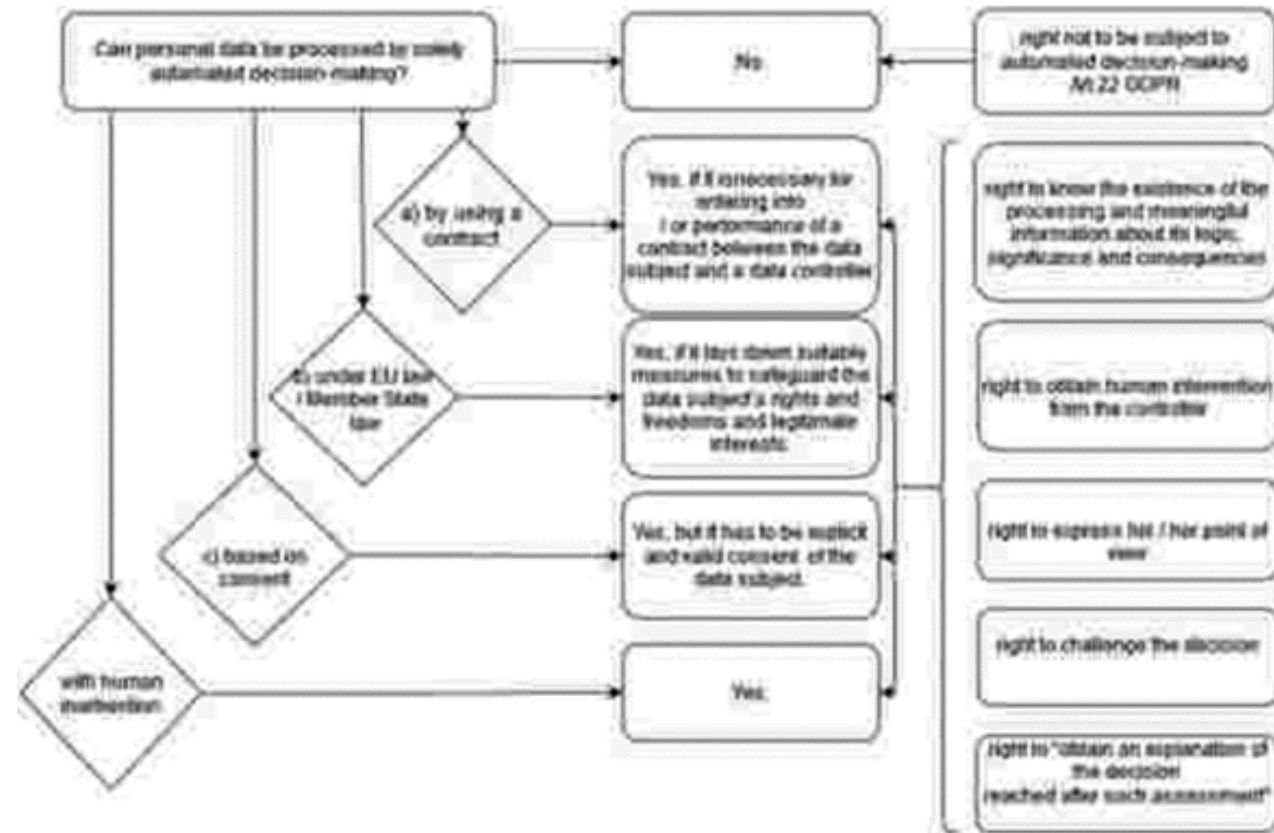 Can personal data be processed by solely
automated decision-making?
No
right not to be subject to
automated decision-making
Art 22 GDPR
a) by using a
contract
Yes, if it is necessary for
entering into
/ or performance of a
contract between the data
subject and a data controller
right to know the existence of the
processing and meaningful
information about its logic,
significance and consequences
b) under EU law
/ Member State
law
Yes, if it lays down suitable
measures to safeguard the
data subject's rights and
freedoms and legitimate
interests.
right to obtain human intervention
from the controller
c) based on
consent
Yes, but it has to be explicit
and valid consent of the
data subject.
right to express his / her point of
view
right to challenge the decision
with human
Yes.
right to "obtain an explanation of
the decision
reached after such assessment"